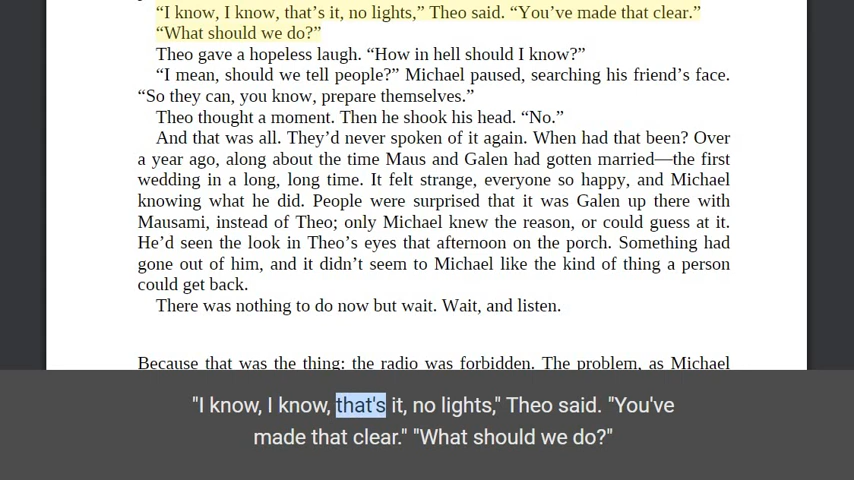 “I know, I know, that’s it, no lights,” Theo said. “You’ve made that clear.”
“What should we do?”
Theo gave a hopeless laugh. “How in hell should I know?”
“I mean, should we tell people?” Michael paused, searching his friend’s face.
“So they can, you know, prepare themselves.”
Theo thought a moment. Then he shook his head. “No.”
And that was all. They’d never spoken of it again. When had that been? Over
a year ago, along about the time Maus and Galen had gotten married—the first
wedding in a long, long time. It felt strange, everyone so happy, and Michael
knowing what he did. People were surprised that it was Galen up there with
Mausami, instead of Theo; only Michael knew the reason, or could guess at it.
He’d seen the look in Theo’s eyes that afternoon on the porch. Something had
gone out of him, and it didn’t seem to Michael like the kind of thing a person
could get back.
There was nothing to do now but wait. Wait, and listen.
Because that was the thing: the radio was forbidden. The problem, as Michael
"I know, I know, that's it, no lights," Theo said. "You've
made that clear." "What should we do?"